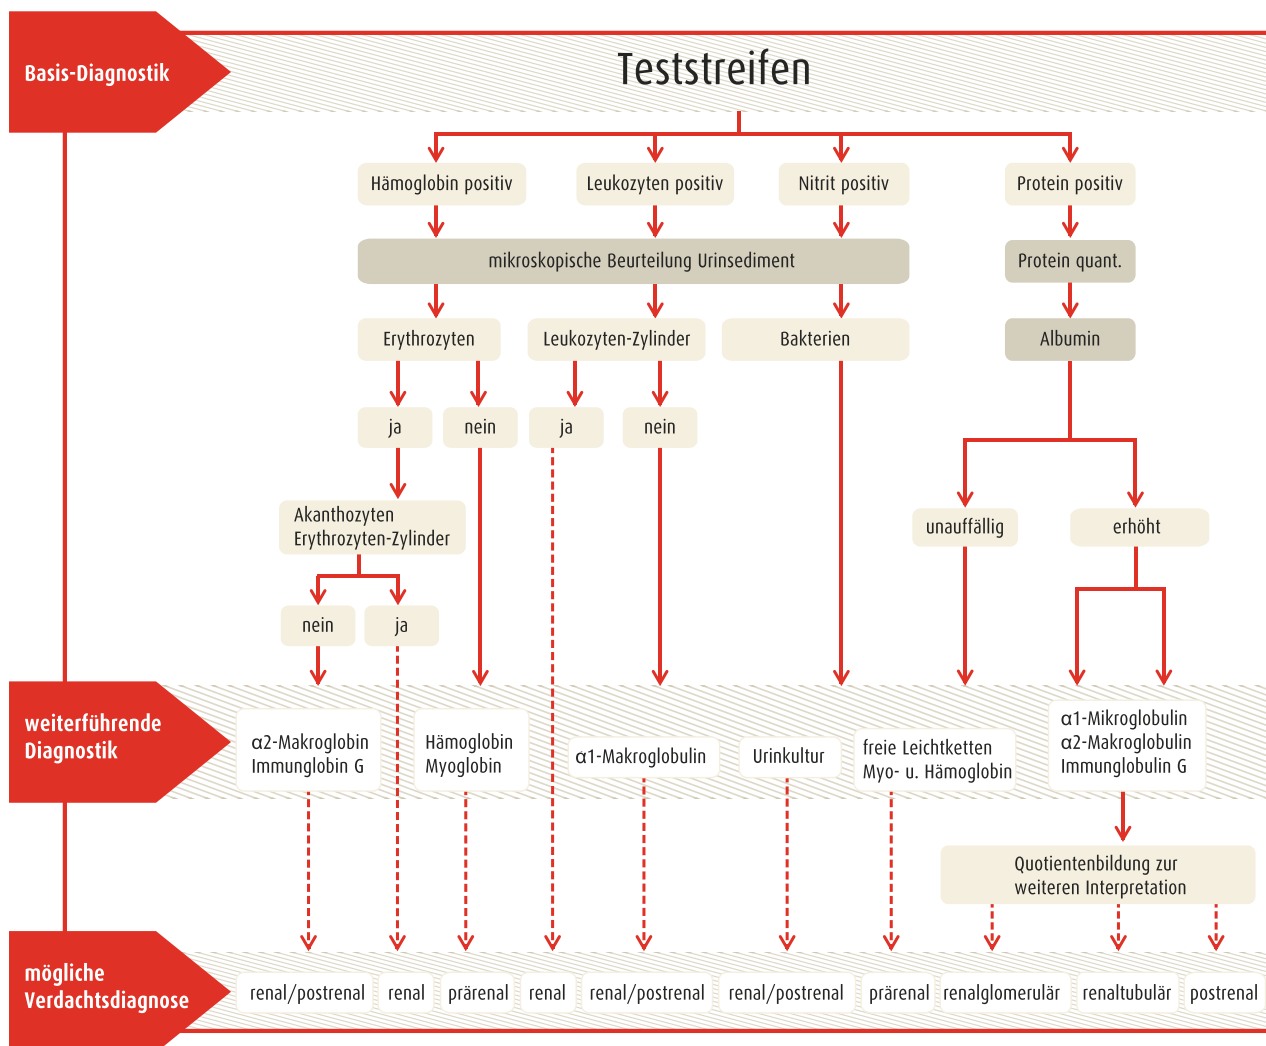 Basis-Diagnostik
Teststreifen
Hämoglobin positiv
Leukozyten positiv
Nitrit positiv
Protein positiv
mikroskopische Beurteilung Urinsediment
Protein quant.
Erythrozyten
Leukozyten-Zylinder
Bakterien
Albumin
ja
nein
ja
nein
Akanthozyten
Erythrozyten-Zylinder
unauffällig
erhöht
nein
ja
weiterführende
Diagnostik
α2-Makroglobin
Immunglobin G
Hämoglobin
Myoglobin
α1-Makroglobulin
Urinkultur
freie Leichtketten
Myo- u. Hämoglobin
α1-Mikroglobulin
α2-Makroglobulin
Immunglobulin G
Quotientenbildung zur
weiteren Interpretation
mögliche
Verdachtsdiagnose
renal/postrenal
renal
prärenal
renal
renal/postrenal
renal/postrenal
prärenal
renalglomerulär
renaltubulär
postrenal